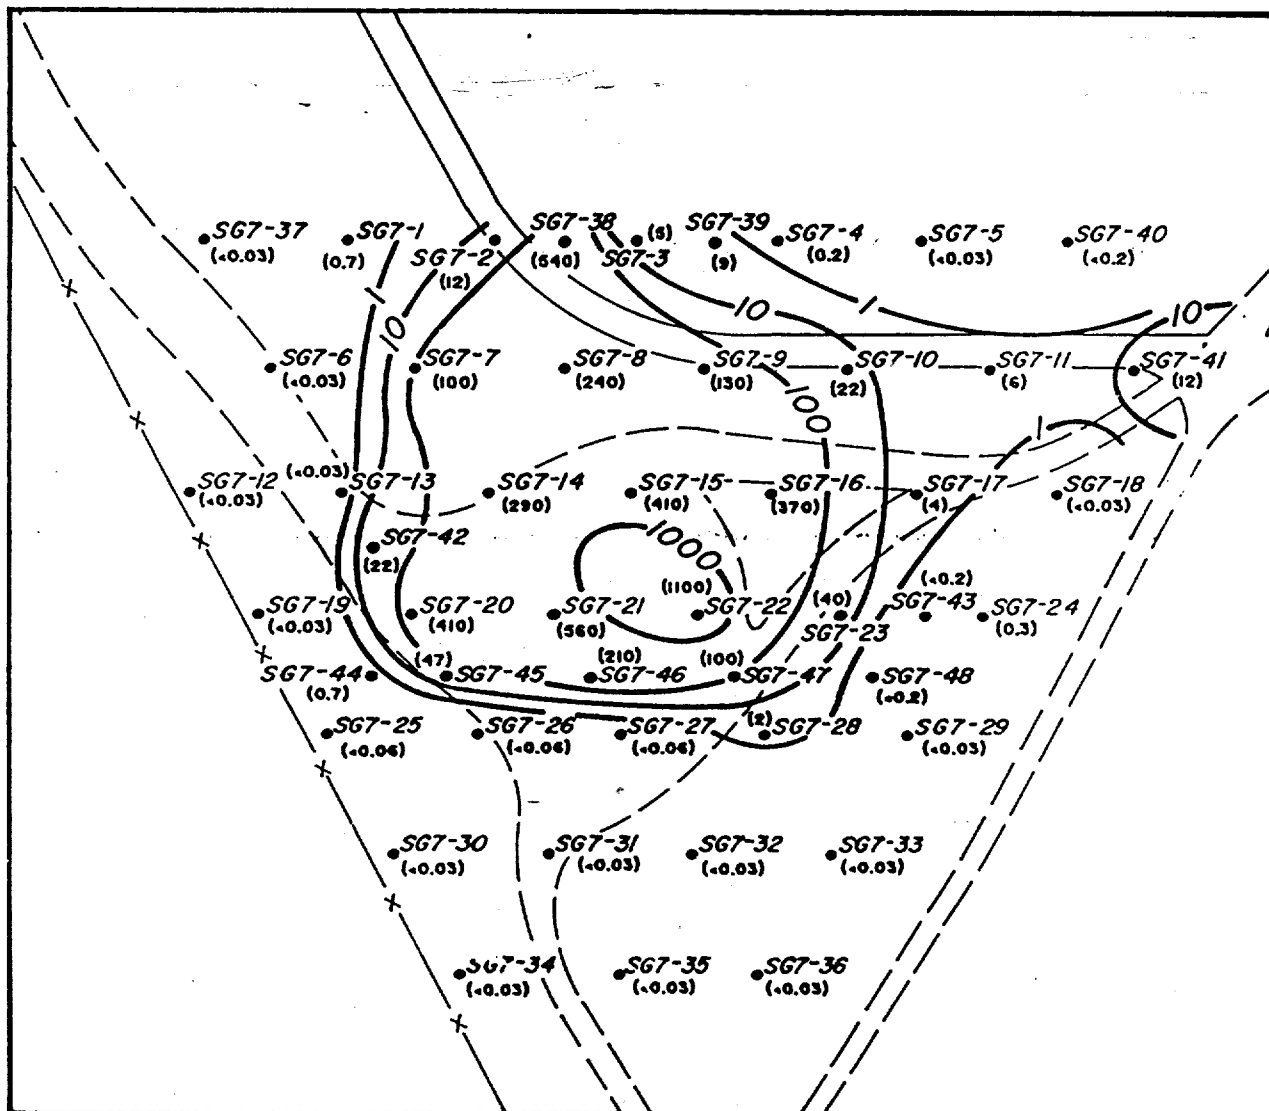 SG7-37
(<0.03)
SG7-1
(0.7)
SG7-2
(12)
SG7-38
(540)
(5)
SG7-3
SG7-39
(9)
SG7-4
(0.2)
SG7-5
(<0.03)
SG7-40
(<0.2)
1
10
10
1
10
SG7-6
(<0.03)
SG7-7
(100)
SG7-8
(240)
SG7-9
(130)
SG7-10
(22)
SG7-11
(6)
SG7-41
(12)
100
1
SG7-12
(<0.03)
(<0.03)
SG7-13
SG7-14
(290)
SG7-15
(410)
SG7-16
(370)
SG7-17
(4)
SG7-18
(<0.03)
SG7-42
(22)
1000
SG7-19
(<0.03)
SG7-20
(410)
SG7-21
(560)
(1100)
SG7-22
(40)
SG7-23
(<0.2)
SG7-43
SG7-24
(0.3)
SG7-44
(0.7)
(47)
SG7-45
(210)
SG7-46
(100)
SG7-47
SG7-48
(<0.2)
SG7-25
(<0.06)
SG7-26
(<0.06)
SG7-27
(<0.06)
(2)
SG7-28
SG7-29
(<0.03)
SG7-30
(<0.03)
SG7-31
(<0.03)
SG7-32
(<0.03)
SG7-33
(<0.03)
SG7-34
(<0.03)
SG7-35
(<0.03)
SG7-36
(<0.03)